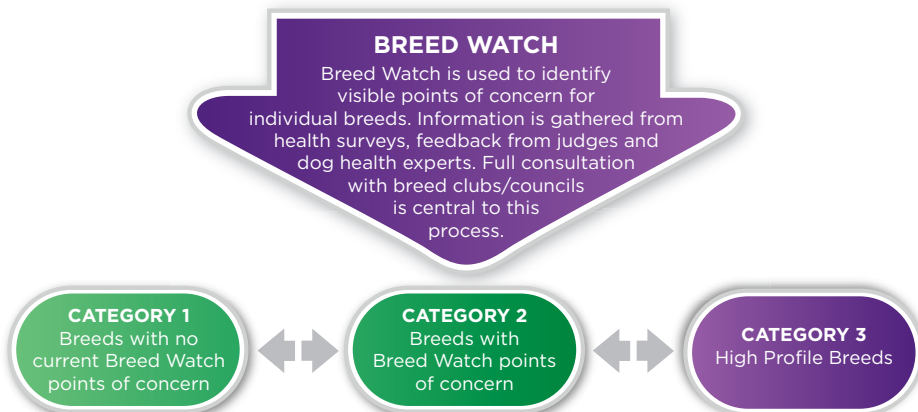 BREED WATCH
Breed Watch is used to identify
visible points of concern for
individual breeds. Information is gathered from
health surveys, feedback from judges and
dog health experts. Full consultation
with breed clubs/councils
is central to this
process.
CATEGORY 1
Breeds with no
current Breed Watch
points of concern
CATEGORY 2
Breeds with
Breed Watch points
of concern
CATEGORY 3
High Profile Breeds